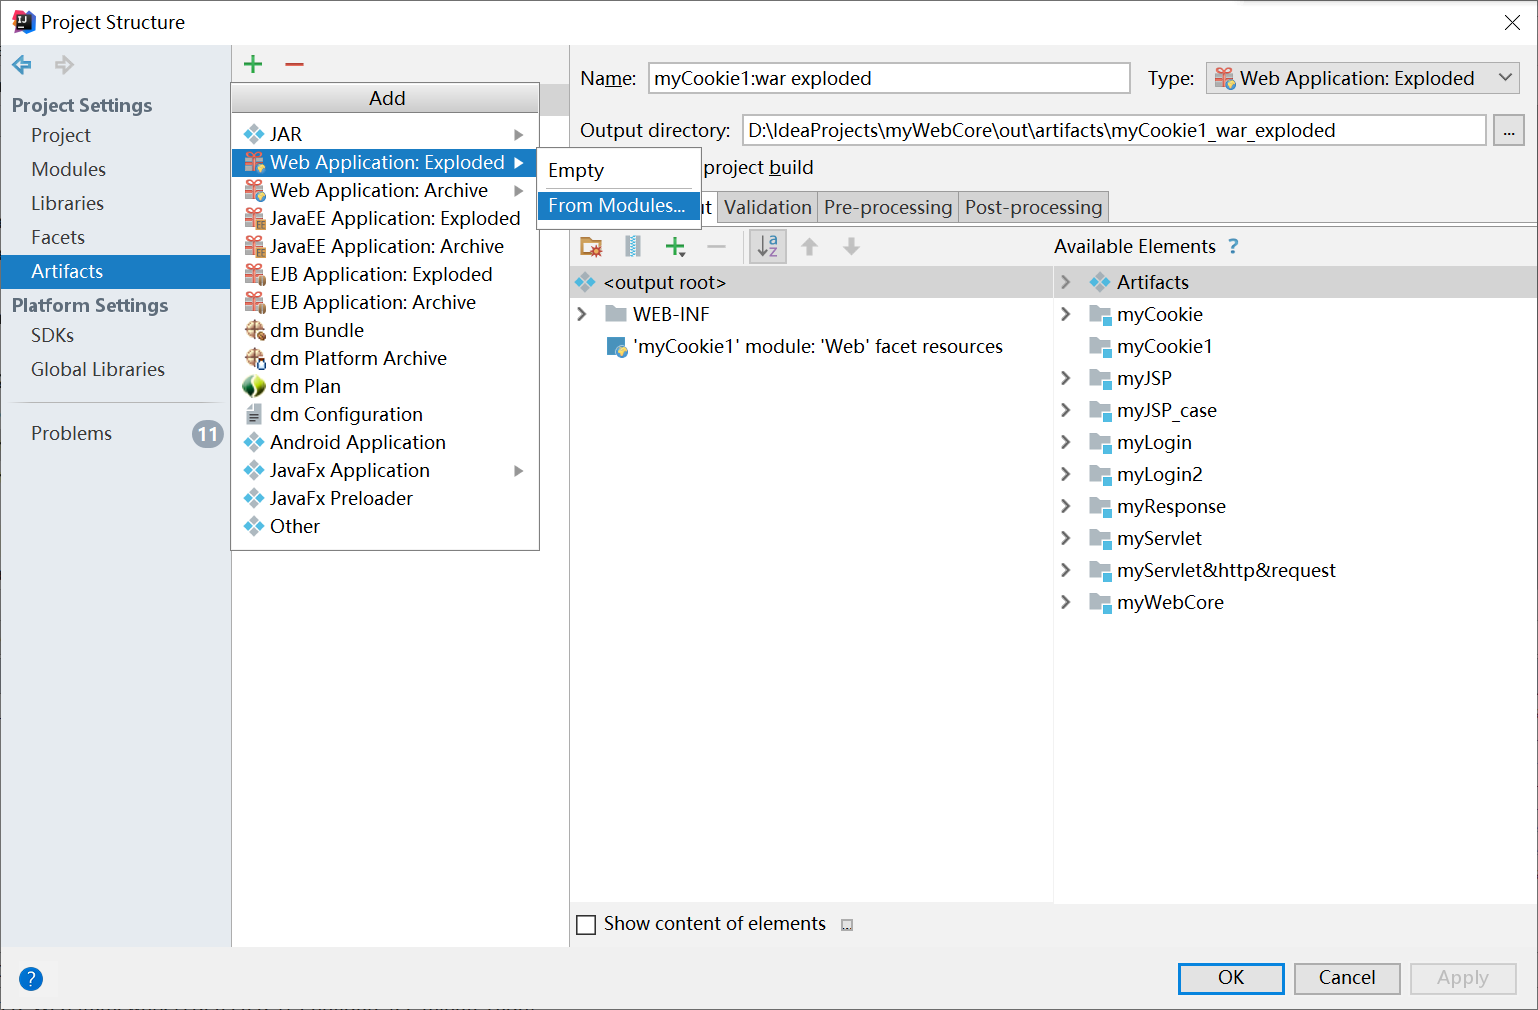 Project Structure
Project Settings
Project
Modules
Libraries
Facets
Artifacts
Platform Settings
SDKs
Global Libraries
Problems
11
Add
JAR
Web Application: Exploded
Web Application: Archive
JavaEE Application: Exploded
JavaEE Application: Archive
EJB Application: Exploded
EJB Application: Archive
dm Bundle
dm Platform Archive
dm Plan
dm Configuration
Android Application
JavaFx Application
JavaFx Preloader
Other
Empty
From Modules...
Name: myCookie1:war exploded
Type: Web Application: Exploded
Output directory: D:\IdeaProjects\myWebCore\out\artifacts\myCookie1_war_exploded ...
project build
Validation Pre-processing Post-processing
Available Elements ?
<output root>
WEB-INF
'myCookie1' module: 'Web' facet resources
Artifacts
myCookie
myCookie1
myJSP
myJSP_case
myLogin
myLogin2
myResponse
myServlet
myServlet&http&request
myWebCore
Show content of elements
?
OK Cancel Apply